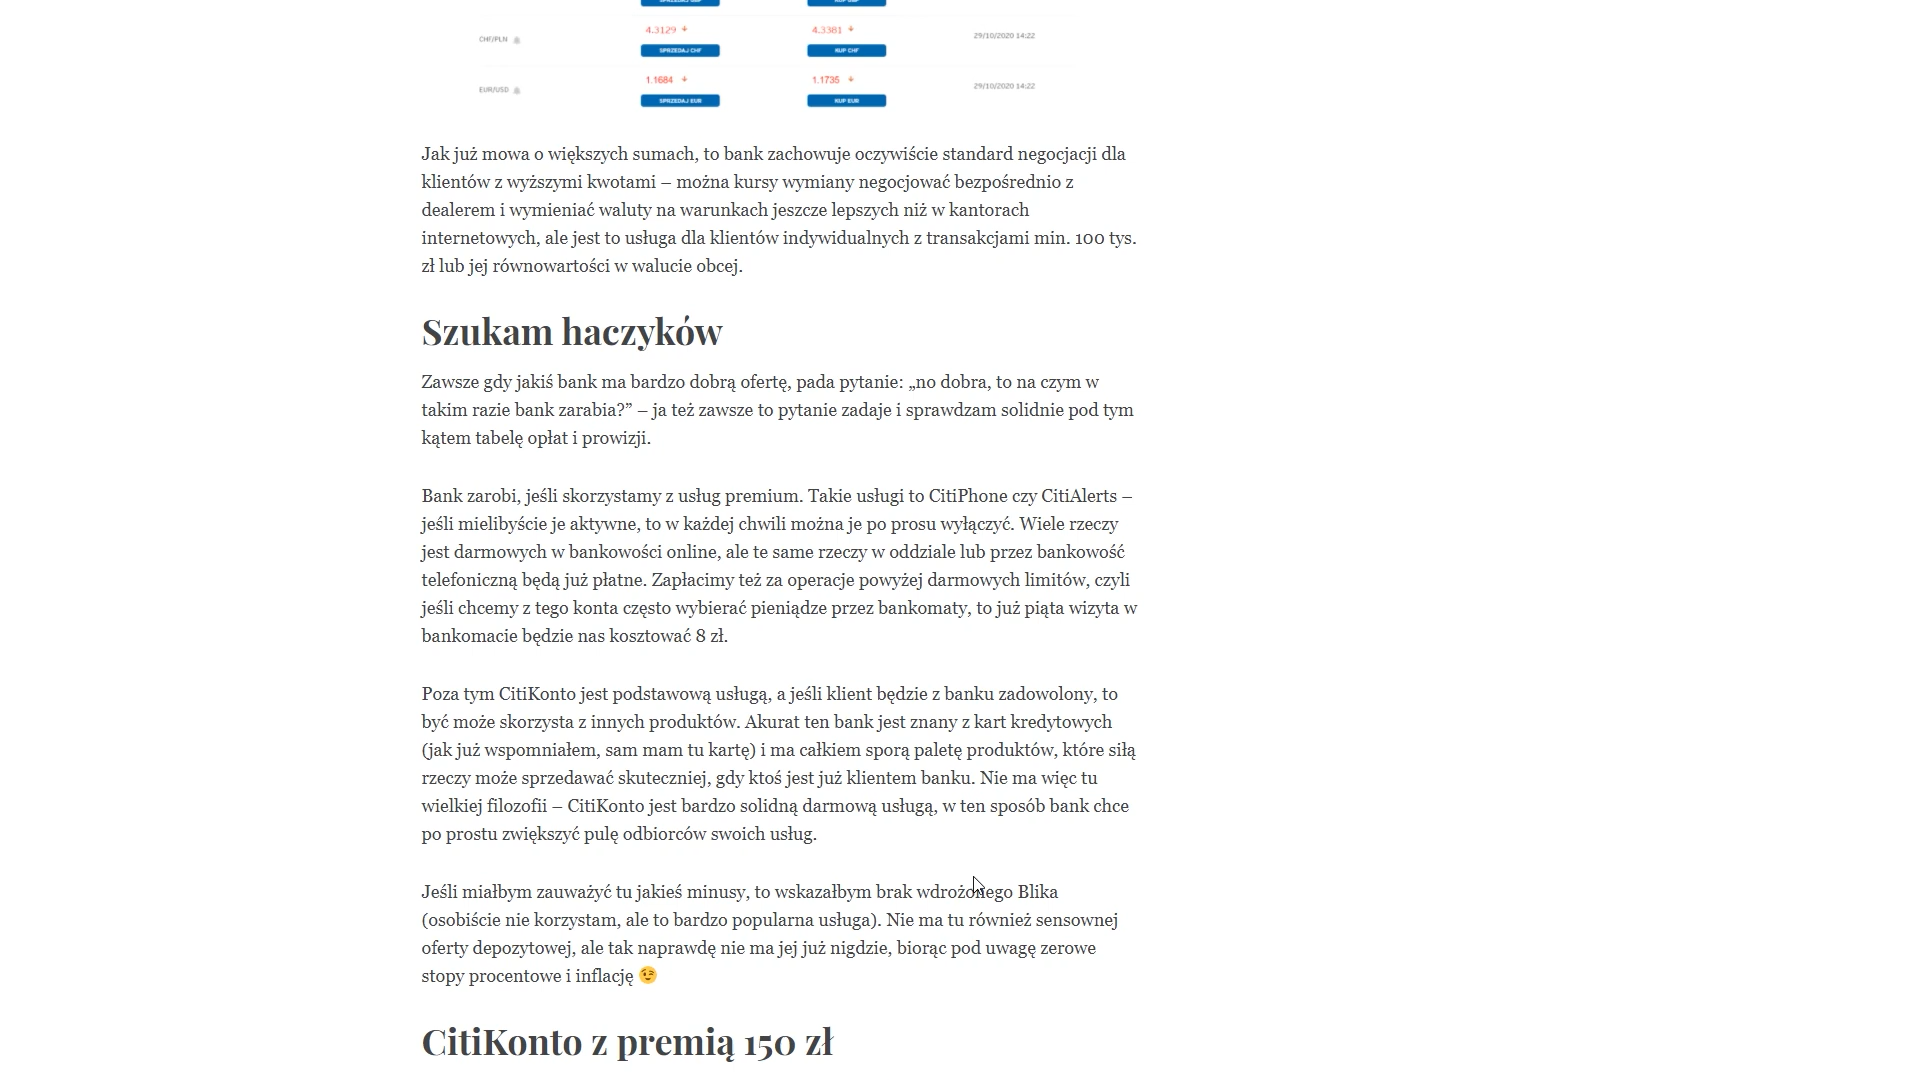 4.3129 4.3381
CHF/PLN 29/10/2020 14:22
SPRZEDAJ CHF KUP CHF
1.1684 1.1735
EUR/USD 29/10/2020 14:22
SPRZEDAJ EUR KUP EUR
Jak już mowa o większych sumach, to bank zachowuje oczywiście standard negocjacji dla
klientów z wyższymi kwotami – można kursy wymiany negocjować bezpośrednio z
dealerem i wymieniać waluty na warunkach jeszcze lepszych niż w kantorach
internetowych, ale jest to usługa dla klientów indywidualnych z transakcjami min. 100 tys.
zł lub jej równowartości w walucie obcej.
Szukam haczyków
Zawsze gdy jakiś bank ma bardzo dobrą ofertę, pada pytanie: „no dobra, to na czym w
takim razie bank zarabia?” – ja też zawsze to pytanie zadaje i sprawdzam solidnie pod tym
kątem tabelę opłat i prowizji.
Bank zarobi, jeśli skorzystamy z usług premium. Takie usługi to CitiPhone czy CitiAlerts –
jeśli mielibyście je aktywne, to w każdej chwili można je po prosu wyłączyć. Wiele rzeczy
jest darmowych w bankowości online, ale te same rzeczy w oddziale lub przez bankowość
telefoniczną będą już płatne. Zapłacimy też za operacje powyżej darmowych limitów, czyli
jeśli chcemy z tego konta często wybierać pieniądze przez bankomaty, to już piąta wizyta w
bankomacie będzie nas kosztować 8 zł.
Poza tym CitiKonto jest podstawową usługą, a jeśli klient będzie z banku zadowolony, to
być może skorzysta z innych produktów. Akurat ten bank jest znany z kart kredytowych
(jak już wspomniałem, sam mam tu kartę) i ma całkiem sporą paletę produktów, które siłą
rzeczy może sprzedawać skuteczniej, gdy ktoś jest już klientem banku. Nie ma więc tu
wielkiej filozofii – CitiKonto jest bardzo solidną darmową usługą, w ten sposób bank chce
po prostu zwiększyć pulę odbiorców swoich usług.
Jeśli miałbym zauważyć tu jakieś minusy, to wskazałbym brak wdrożonego Blika
(osobiście nie korzystam, ale to bardzo popularna usługa). Nie ma tu również sensownej
oferty depozytowej, ale tak naprawdę nie ma jej już nigdzie, biorąc pod uwagę zerowe
stopy procentowe i inflację 😉
CitiKonto z premią 150 zł